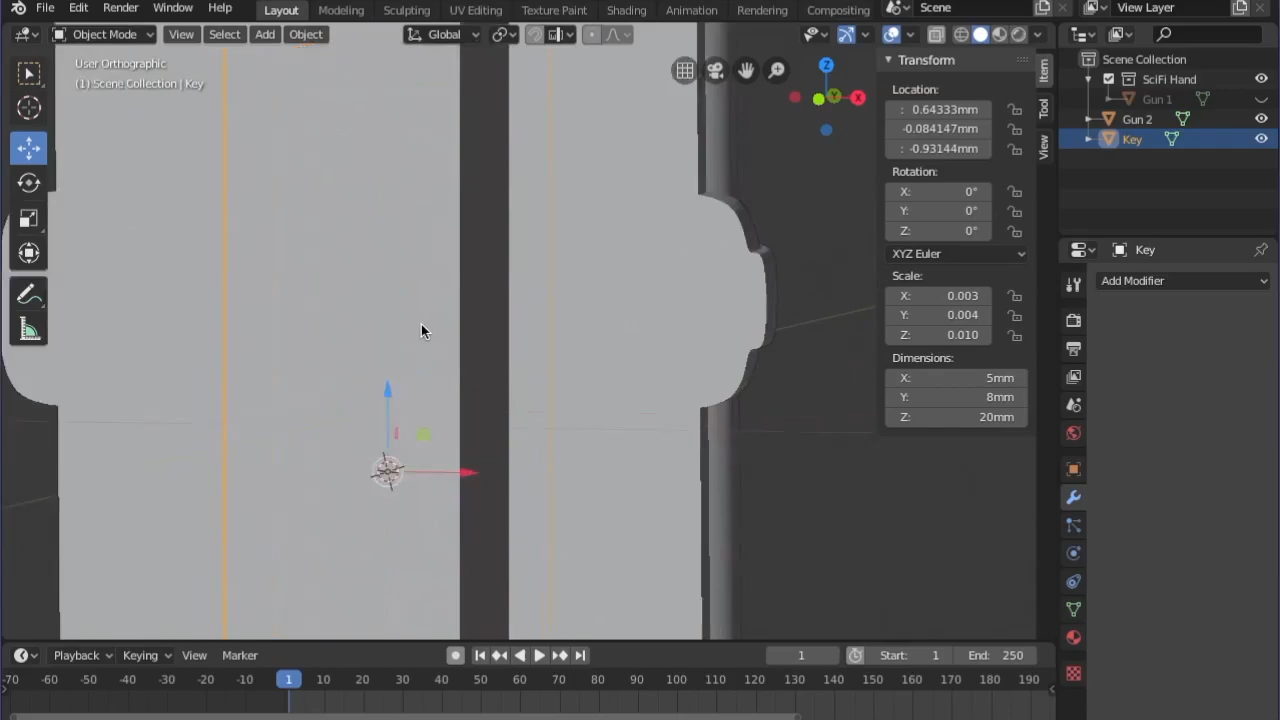 File Edit Render Window Help Layout Modeling Sculpting UV Editing Texture Paint Shading Animation Rendering Compositing Scene View Layer
Object Mode View Select Add Object Global
User Orthographic
(1) Scene Collection | Key
Z
X
Y
Transform
Location:
: 0.64333mm
-0.084147mm
: -0.93144mm
Rotation:
X: 0°
Y: 0°
Z: 0°
XYZ Euler
Scale:
X: 0.003
Y: 0.004
Z: 0.010
Dimensions:
X: 5mm
Y: 8mm
Z: 20mm
Item
Tool
View
Scene Collection
SciFi Hand
Gun 1
Gun 2
Key
Key
Add Modifier
Playback Keying View Marker 1 Start: 1 End: 250
-70 -60 -50 -40 -30 -20 -10 1 10 20 30 40 50 60 70 80 90 100 110 120 130 140 150 160 170 180 190